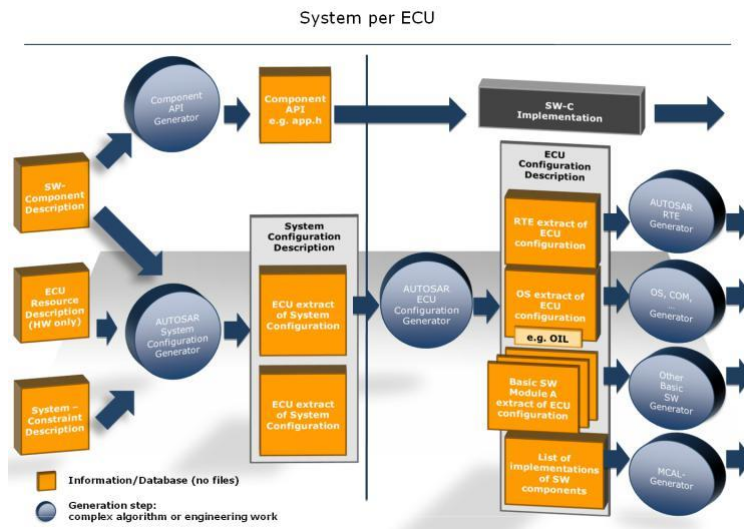 System per ECU
Component
API
Generator
Component
API
e.g. app.h
SW-C
Implementation
SW-
Component
Description
ECU
Resource
Description
(HW only)
System –
Constraint
Description
AUTOSAR
System
Configuration
Generator
System
Configuration
Description
ECU extract
of System
Configuration
ECU extract
of System
Configuration
AUTOSAR
ECU
Configuration
Generator
ECU
Configuration
Description
RTE extract of
ECU
configuration
OS extract of
ECU
configuration
e.g. OIL
Basic SW
Module A
extract of ECU
configuration
List of
implementations
of SW
components
AUTOSAR
RTE
Generator
OS, COM,
...
Generator
Other
Basic
SW
Generator
MCAL-
Generator
Information/Database (no files)
Generation step:
complex algorithm or engineering work